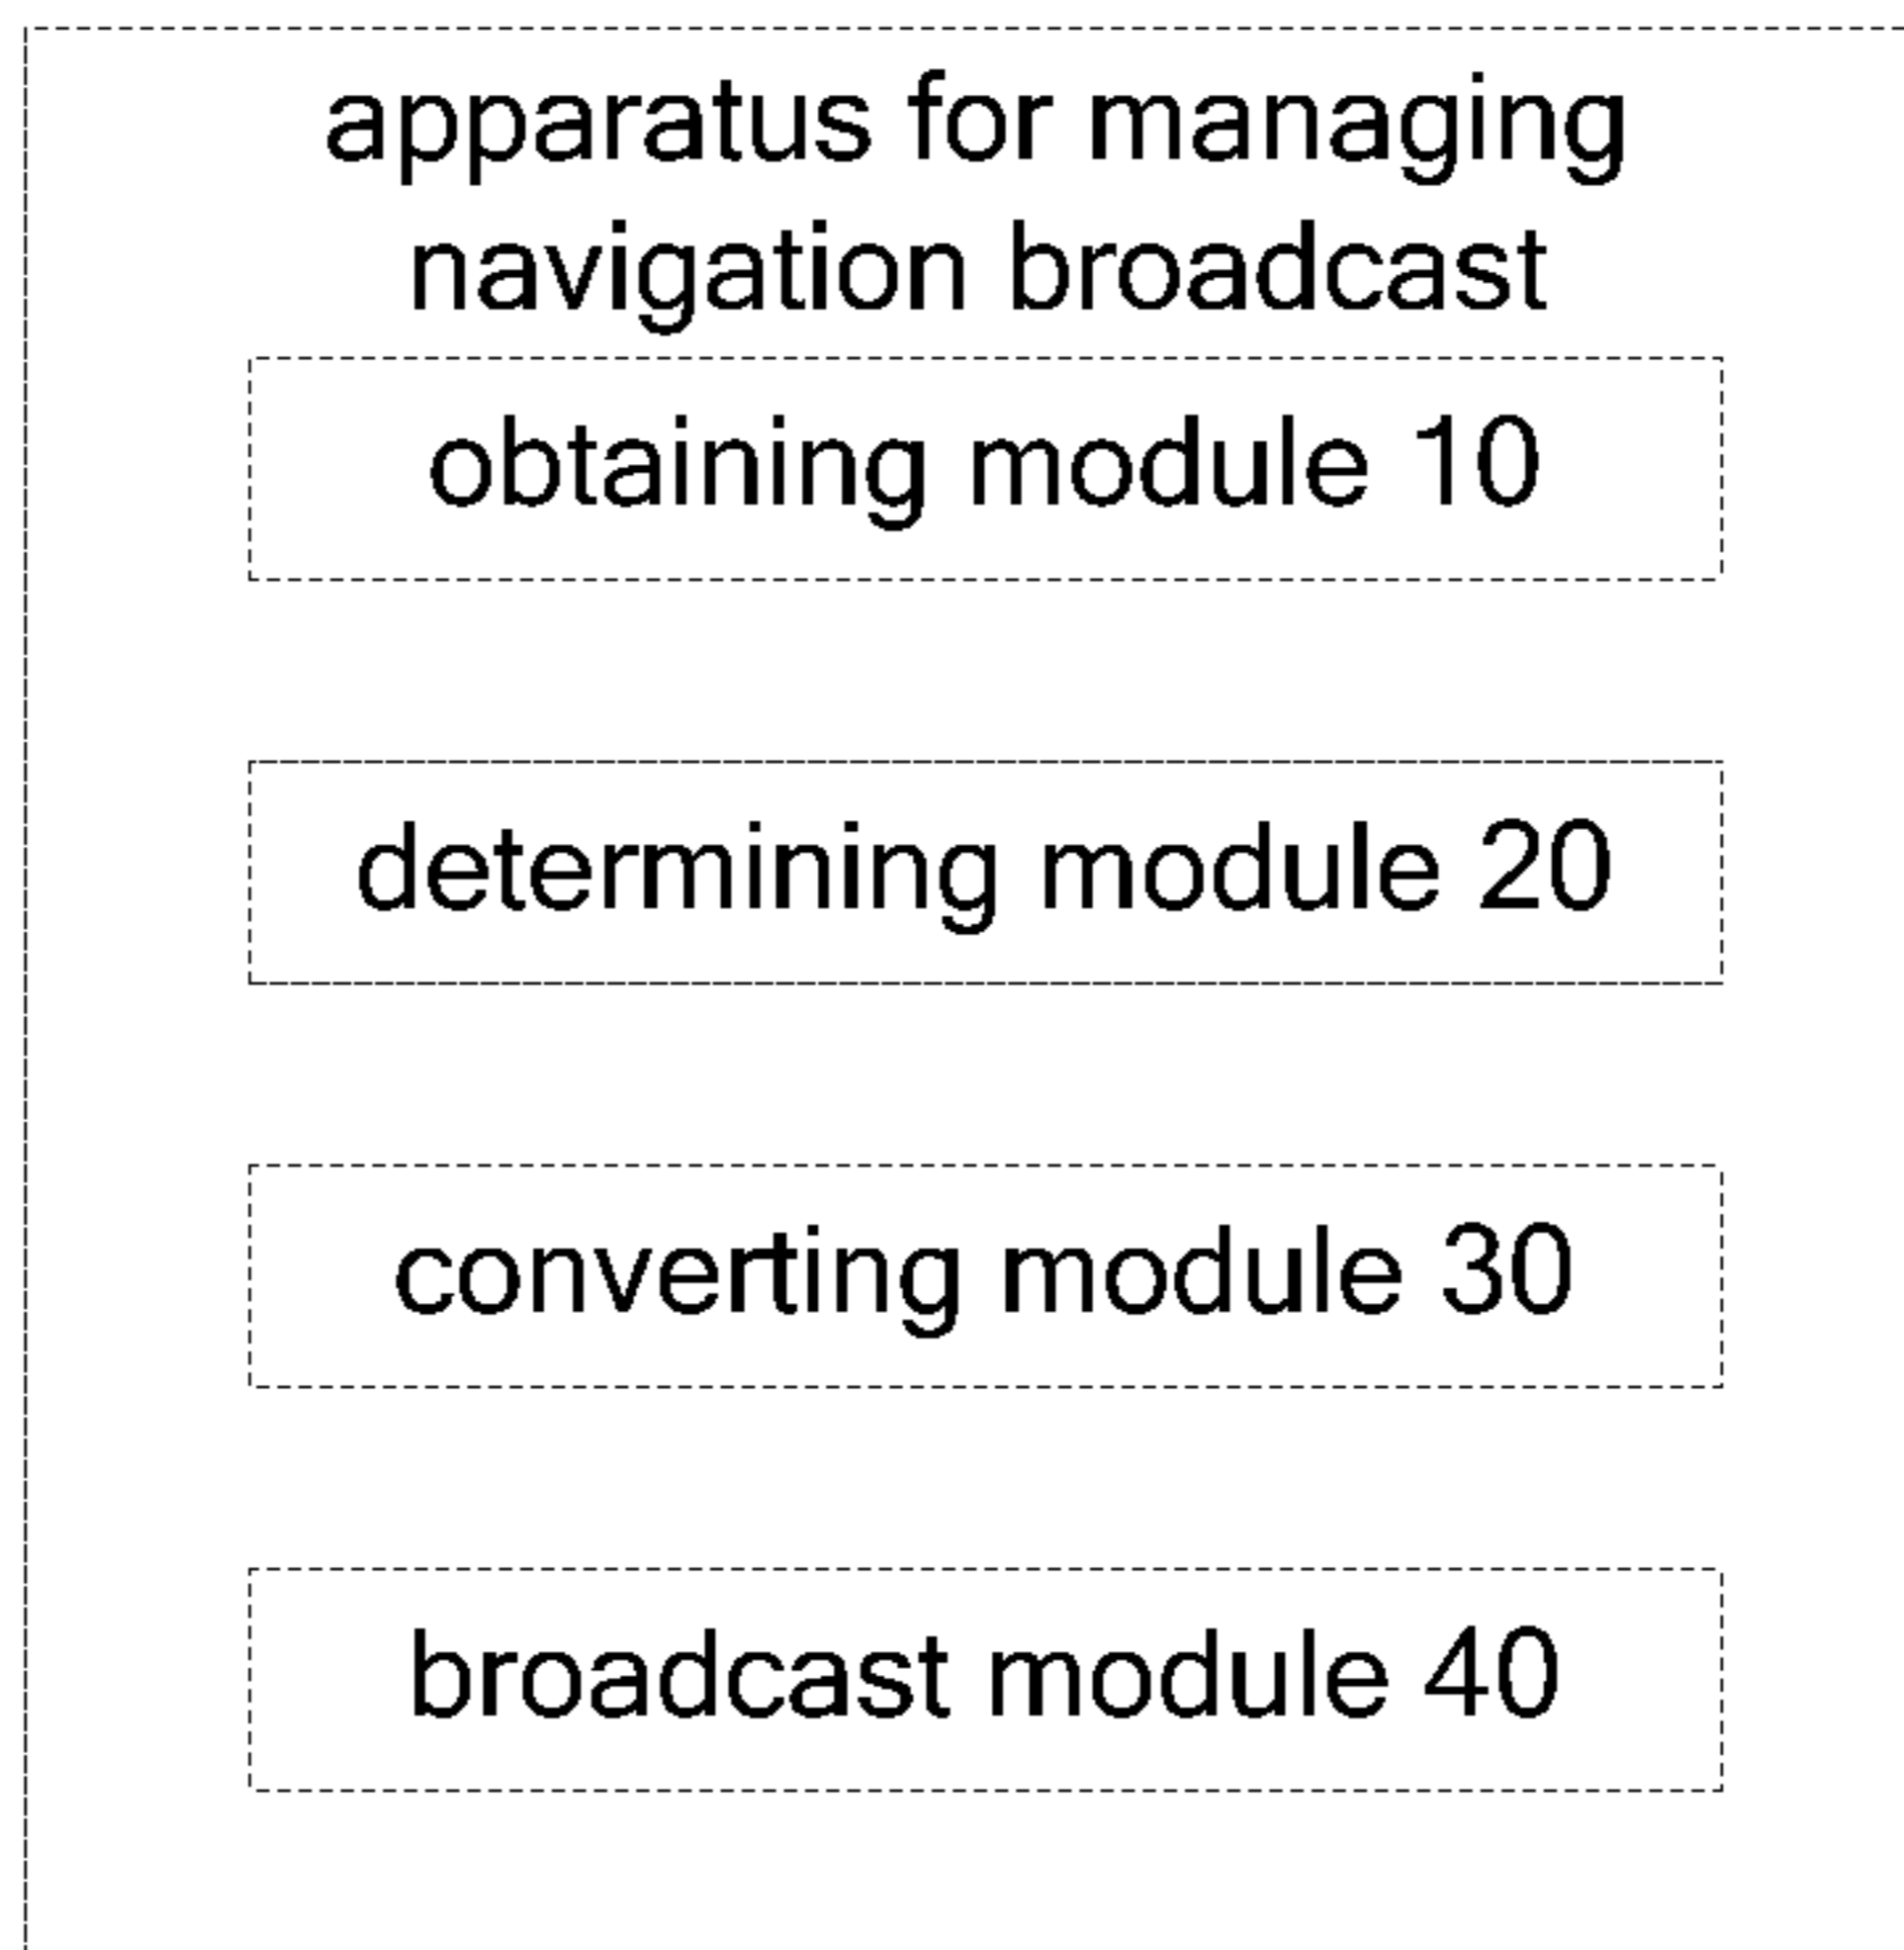 apparatus for managing
navigation broadcast
obtaining module 10
determining module 20
converting module 30
broadcast module 40